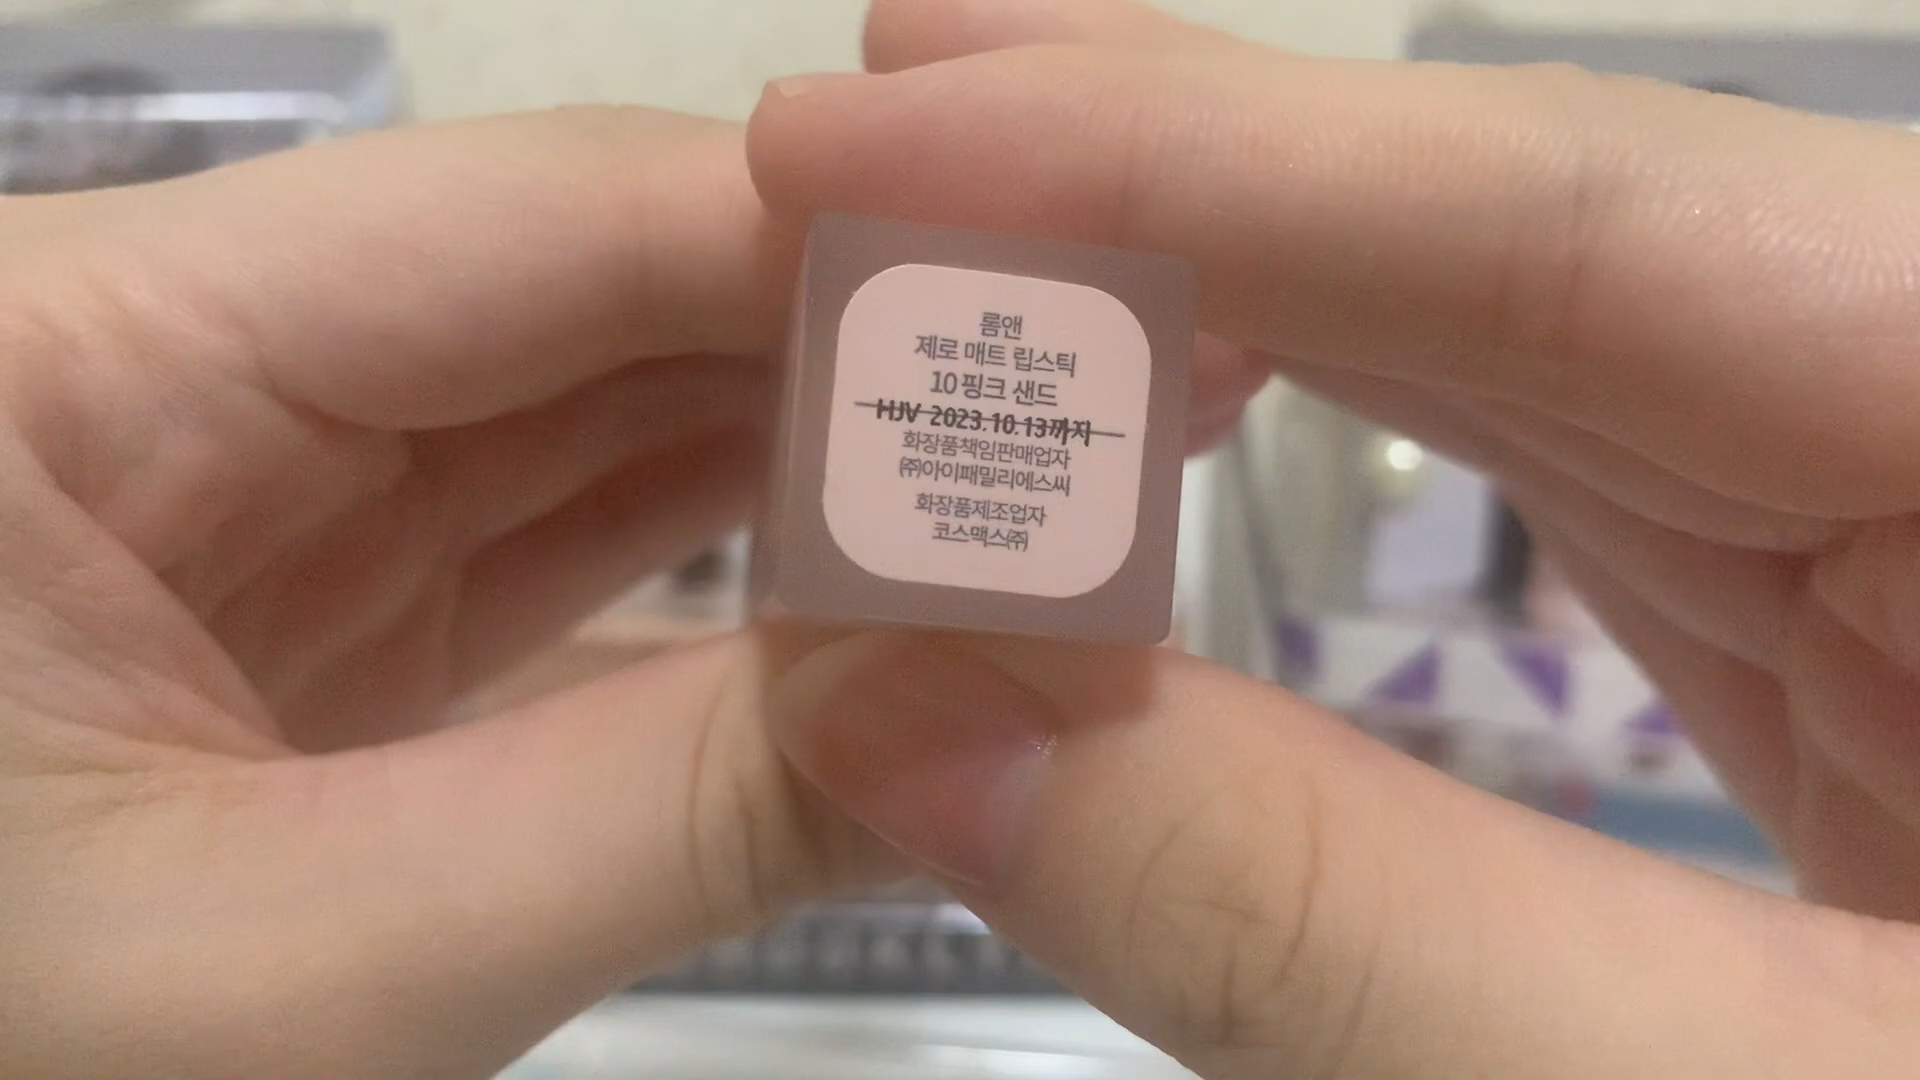 롬앤
제로 매트 립스틱
10 핑크 샌드
HJV 2023.10.13까지
화장품책임판매업자
㈜아이패밀리에스씨
화장품제조업자
코스맥스㈜